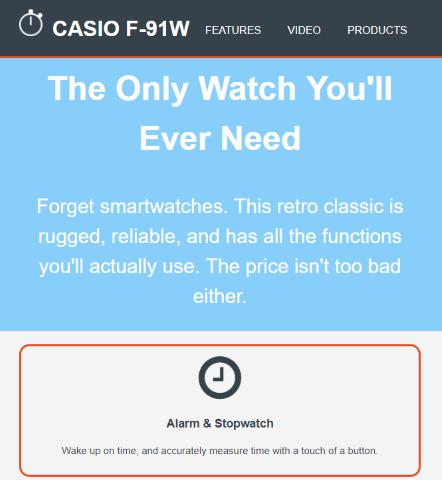 CASIO F-91W FEATURES VIDEO PRODUCTS
The Only Watch You'll
Ever Need
Forget smartwatches. This retro classic is
rugged, reliable, and has all the functions
you'll actually use. The price isn't too bad
either.
Alarm & Stopwatch
Wake up on time, and accurately measure time with a touch of a button.